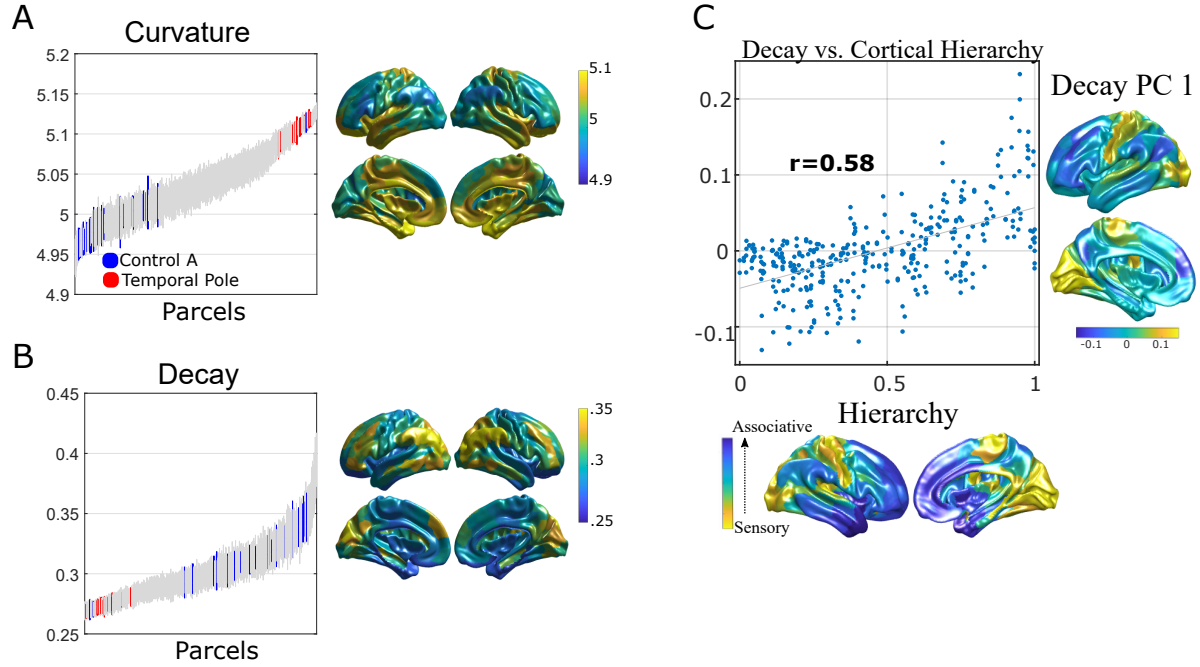 A
Curvature
5.2
5.15
5.1
5.05
5
4.95
4.9
Control A
Temporal Pole
Parcels
5.1
5
4.9
B
Decay
0.45
0.4
0.35
0.3
0.25
Parcels
.35
.3
.25
C
Decay vs. Cortical Hierarchy
0.2
0.1
0
-0.1
r=0.58
0
0.5
1
Hierarchy
Decay PC 1
-0.1
0
0.1
Associative
Sensory